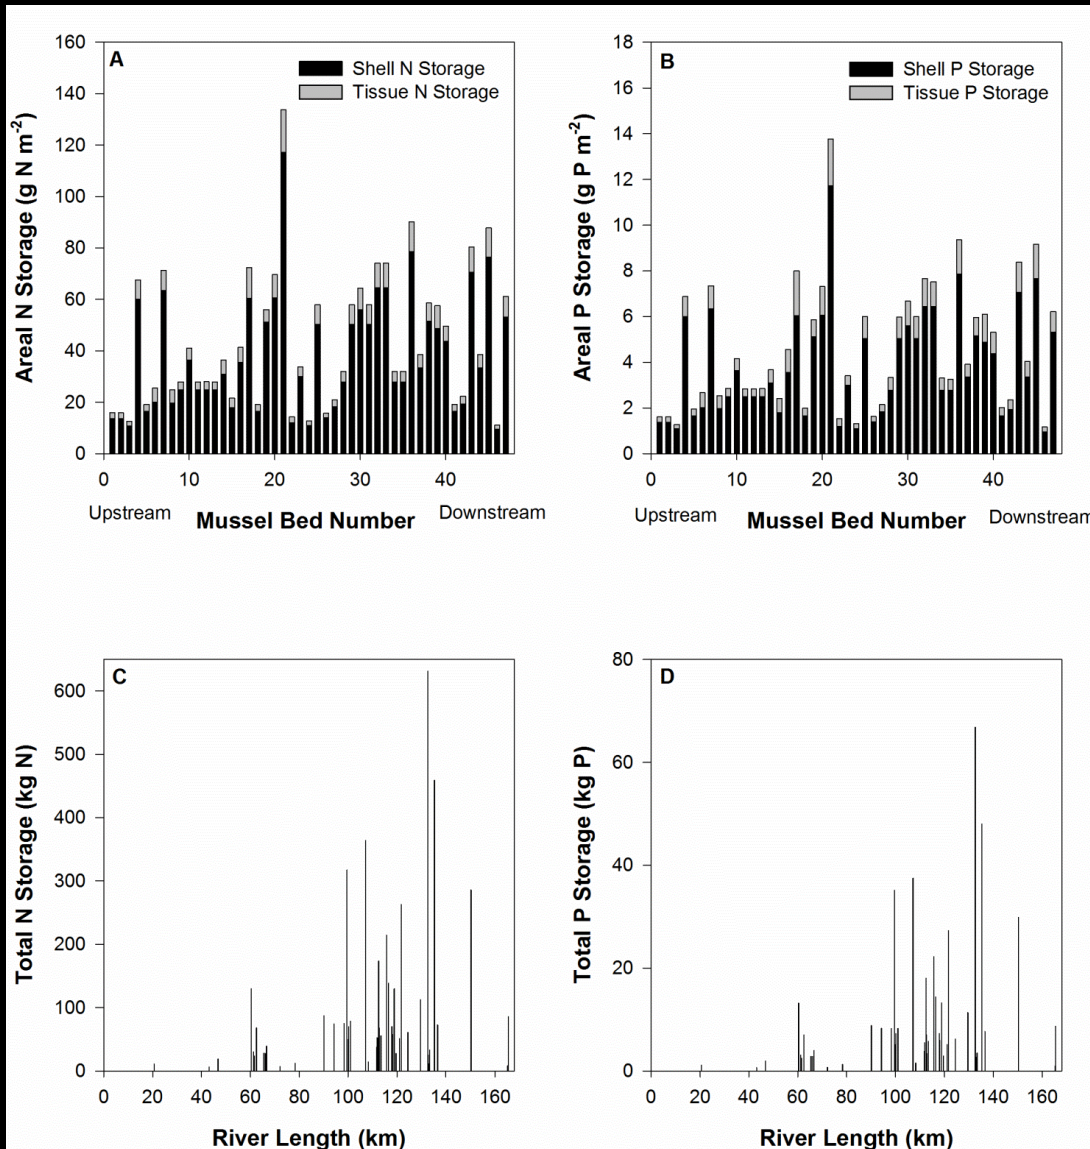 A
Shell N Storage
Tissue N Storage
Areal N Storage (g N m-2)
160
140
120
100
80
60
40
20
0
0 10 20 30 40
Upstream Mussel Bed Number Downstream
B
Shell P Storage
Tissue P Storage
Areal P Storage (g P m-2)
18
16
14
12
10
8
6
4
2
0
0 10 20 30 40
Upstream Mussel Bed Number Downstream
C
Total N Storage (kg N)
600
500
400
300
200
100
0
0 20 40 60 80 100 120 140 160
River Length (km)
D
Total P Storage (kg P)
80
60
40
20
0
0 20 40 60 80 100 120 140 160
River Length (km)